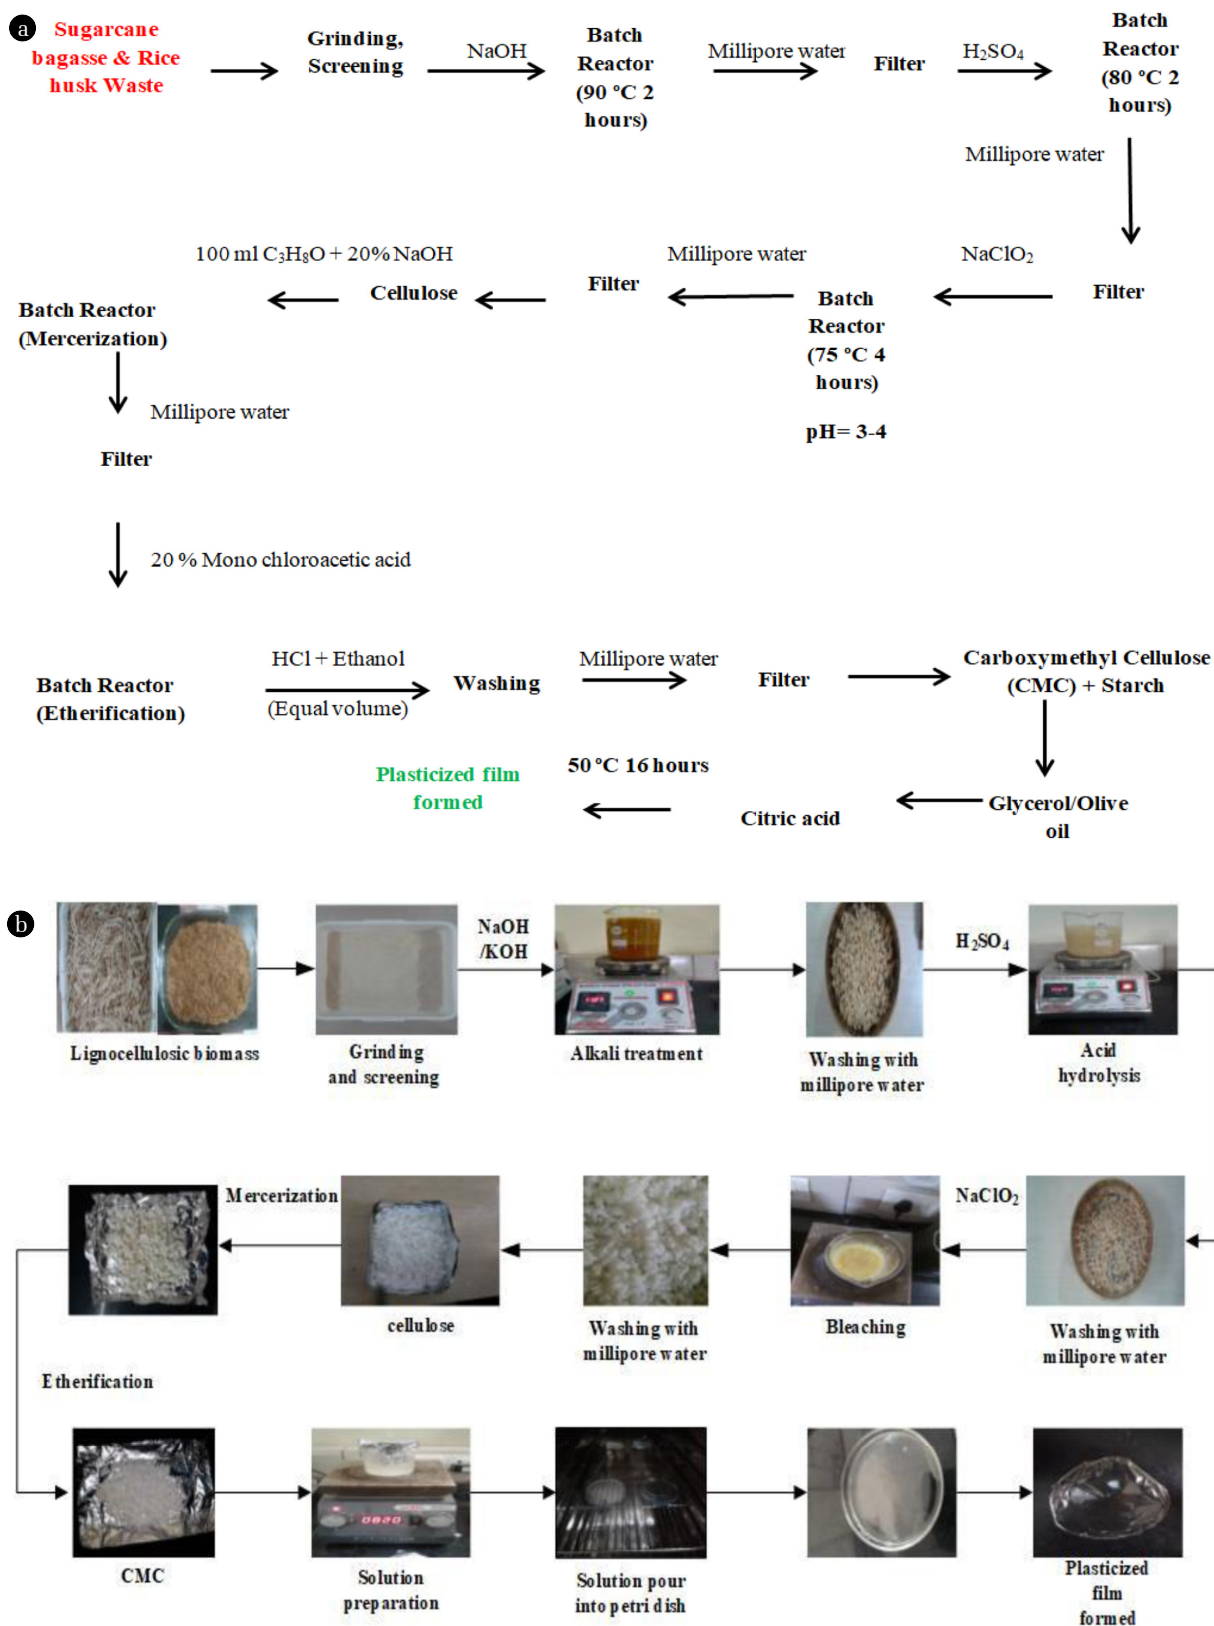 a
Sugarcane
bagasse & Rice
husk Waste
Grinding,
Screening
NaOH
Batch
Reactor
(90 ºC 2
hours)
Millipore water
Filter
H₂SO₄
Batch
Reactor
(80 ºC 2
hours)
Millipore water
Filter
NaClO₂
Batch
Reactor
(75 ºC 4
hours)
pH= 3-4
Millipore water
Filter
Cellulose
100 ml C₃H₈O + 20% NaOH
Batch Reactor
(Mercerization)
Millipore water
Filter
20 % Mono chloroacetic acid
Batch Reactor
(Etherification)
HCl + Ethanol
(Equal volume)
Washing
Millipore water
Filter
Carboxymethyl Cellulose
(CMC) + Starch
Glycerol/Olive
oil
Citric acid
50 ºC 16 hours
Plasticized film
formed
b
Lignocellulosic biomass
Grinding
and screening
NaOH
/KOH
Alkali treatment
Washing with
millipore water
H₂SO₄
Acid
hydrolysis
Washing with
millipore water
NaClO₂
Bleaching
Washing with
millipore water
cellulose
Mercerization
Etherification
CMC
Solution
preparation
Solution pour
into petri dish
Plasticized
film
formed